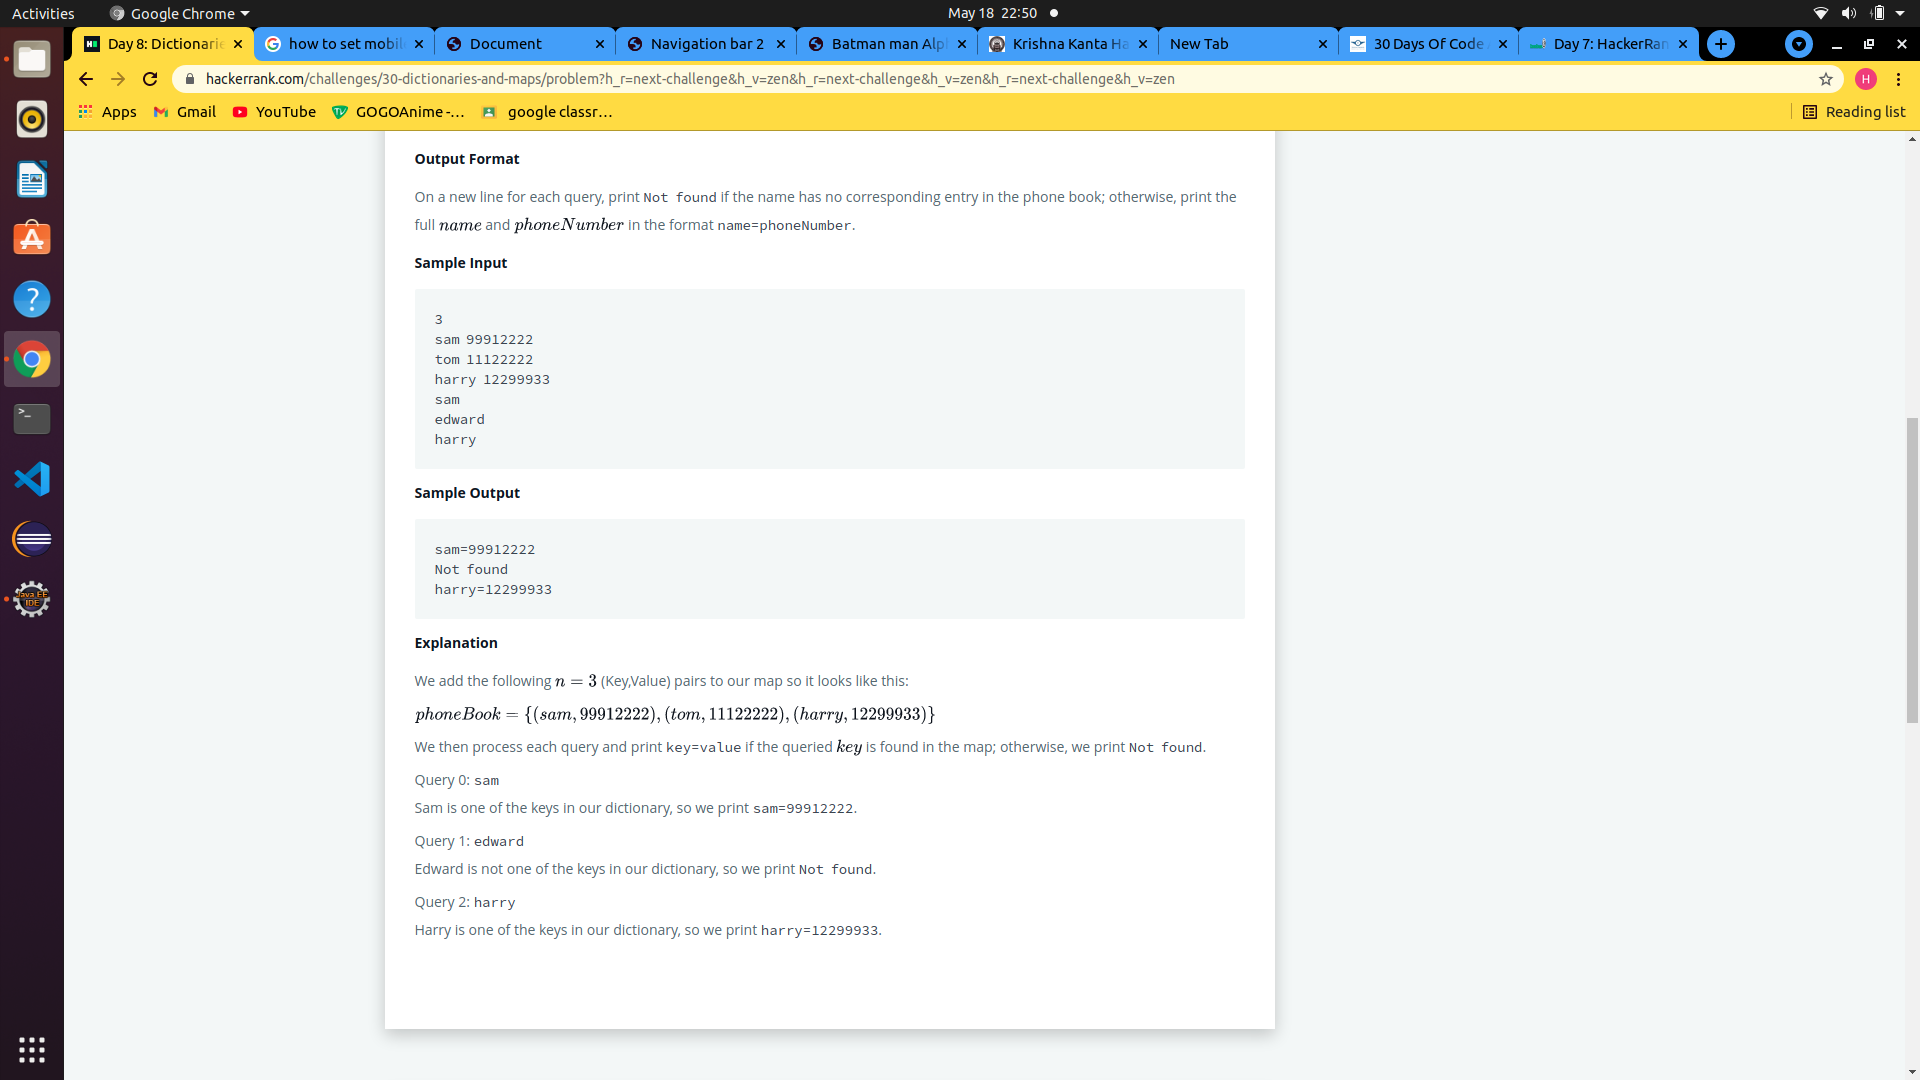 Activities
Google Chrome
May 18 22:50
Day 8: Dictionarie
how to set mobil
Document
Navigation bar 2
Batman man Alp
Krishna Kanta Ha
New Tab
30 Days Of Code
Day 7: HackerRan
hackerrank.com/challenges/30-dictionaries-and-maps/problem?h_r=next-challenge&h_v=zen&h_r=next-challenge&h_v=zen&h_r=next-challenge&h_v=zen
H
Apps
Gmail
YouTube
GOGOAnime -...
google classr...
Reading list
Output Format
On a new line for each query, print Not found if the name has no corresponding entry in the phone book; otherwise, print the
full name and phoneNumber in the format name=phoneNumber.
Sample Input
3
sam 99912222
tom 11122222
harry 12299933
sam
edward
harry
Sample Output
sam=99912222
Not found
harry=12299933
Explanation
We add the following n = 3 (Key,Value) pairs to our map so it looks like this:
phoneBook = {(sam, 99912222), (tom, 11122222), (harry, 12299933)}
We then process each query and print key=value if the queried key is found in the map; otherwise, we print Not found.
Query 0: sam
Sam is one of the keys in our dictionary, so we print sam=99912222.
Query 1: edward
Edward is not one of the keys in our dictionary, so we print Not found.
Query 2: harry
Harry is one of the keys in our dictionary, so we print harry=12299933.
Java EE
IDE